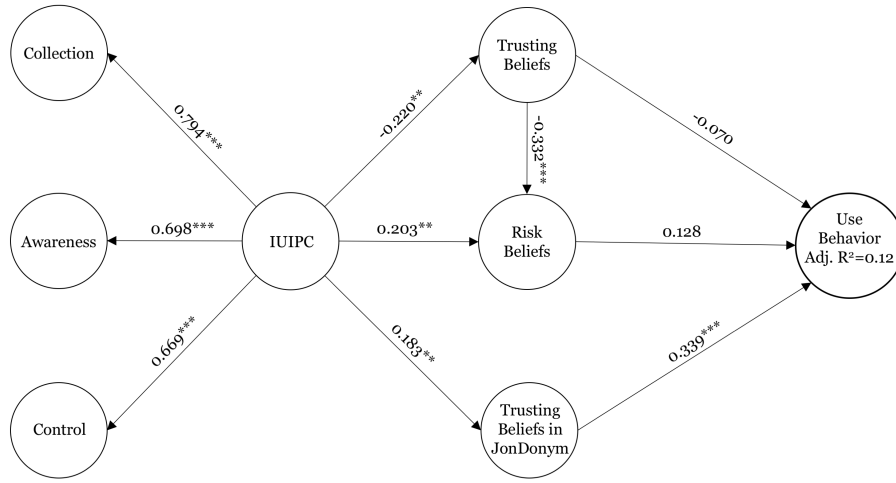 Collection
Trusting
Beliefs
0.794***
-0.220**
-0.332***
-0.070
Awareness
0.698***
IUIPC
0.203**
Risk
Beliefs
0.128
Use
Behavior
Adj. R²=0.12
0.669***
0.183**
0.339***
Control
Trusting
Beliefs in
JonDonym